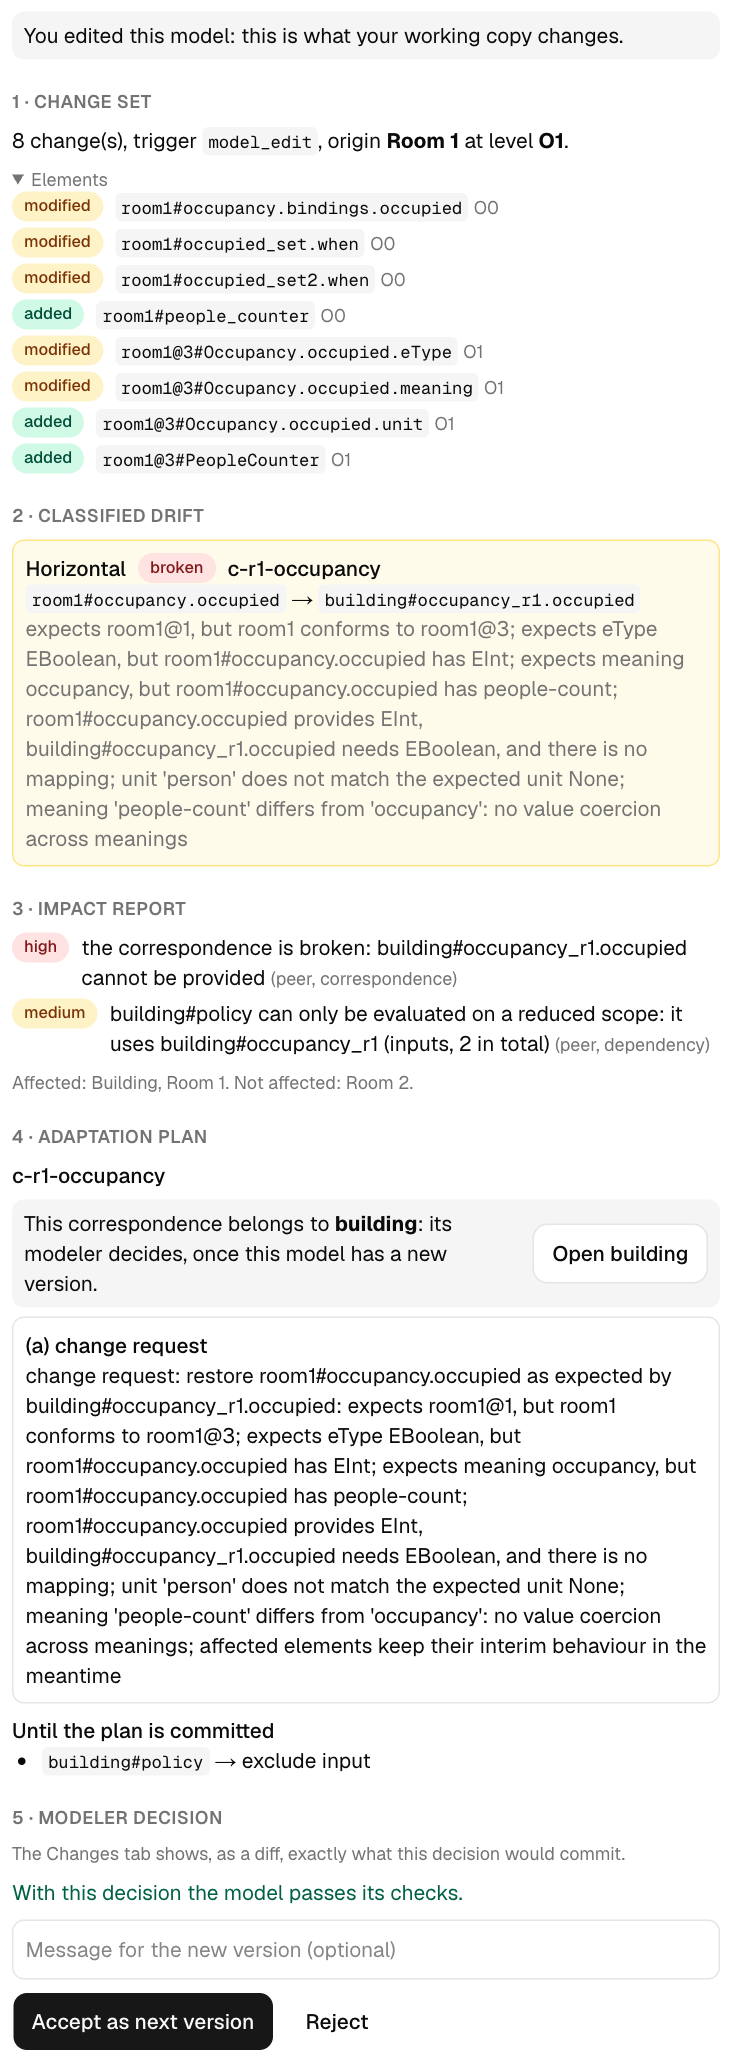 You edited this model: this is what your working copy changes.
1 · CHANGE SET
8 change(s), trigger model_edit, origin Room 1 at level O1.
▼ Elements
modified room1#occupancy.bindings.occupied O0
modified room1#occupied_set.when O0
modified room1#occupied_set2.when O0
added room1#people_counter O0
modified room1@3#Occupancy.occupied.eType O1
modified room1@3#Occupancy.occupied.meaning O1
added room1@3#Occupancy.occupied.unit O1
added room1@3#PeopleCounter O1
2 · CLASSIFIED DRIFT
Horizontal broken c-r1-occupancy
room1#occupancy.occupied → building#occupancy_r1.occupied
expects room1@1, but room1 conforms to room1@3; expects eType
EBoolean, but room1#occupancy.occupied has EInt; expects meaning
occupancy, but room1#occupancy.occupied has people-count;
room1#occupancy.occupied provides EInt,
building#occupancy_r1.occupied needs EBoolean, and there is no
mapping; unit 'person' does not match the expected unit None;
meaning 'people-count' differs from 'occupancy': no value coercion
across meanings
3 · IMPACT REPORT
high the correspondence is broken: building#occupancy_r1.occupied
cannot be provided (peer, correspondence)
medium building#policy can only be evaluated on a reduced scope: it
uses building#occupancy_r1 (inputs, 2 in total) (peer, dependency)
Affected: Building, Room 1. Not affected: Room 2.
4 · ADAPTATION PLAN
c-r1-occupancy
This correspondence belongs to building: its
modeler decides, once this model has a new
version.
Open building
(a) change request
change request: restore room1#occupancy.occupied as expected by
building#occupancy_r1.occupied: expects room1@1, but room1
conforms to room1@3; expects eType EBoolean, but
room1#occupancy.occupied has EInt; expects meaning occupancy, but
room1#occupancy.occupied has people-count;
room1#occupancy.occupied provides EInt,
building#occupancy_r1.occupied needs EBoolean, and there is no
mapping; unit 'person' does not match the expected unit None;
meaning 'people-count' differs from 'occupancy': no value coercion
across meanings; affected elements keep their interim behaviour in the
meantime
Until the plan is committed
• building#policy → exclude input
5 · MODELER DECISION
The Changes tab shows, as a diff, exactly what this decision would commit.
With this decision the model passes its checks.
Message for the new version (optional)
Accept as next version Reject